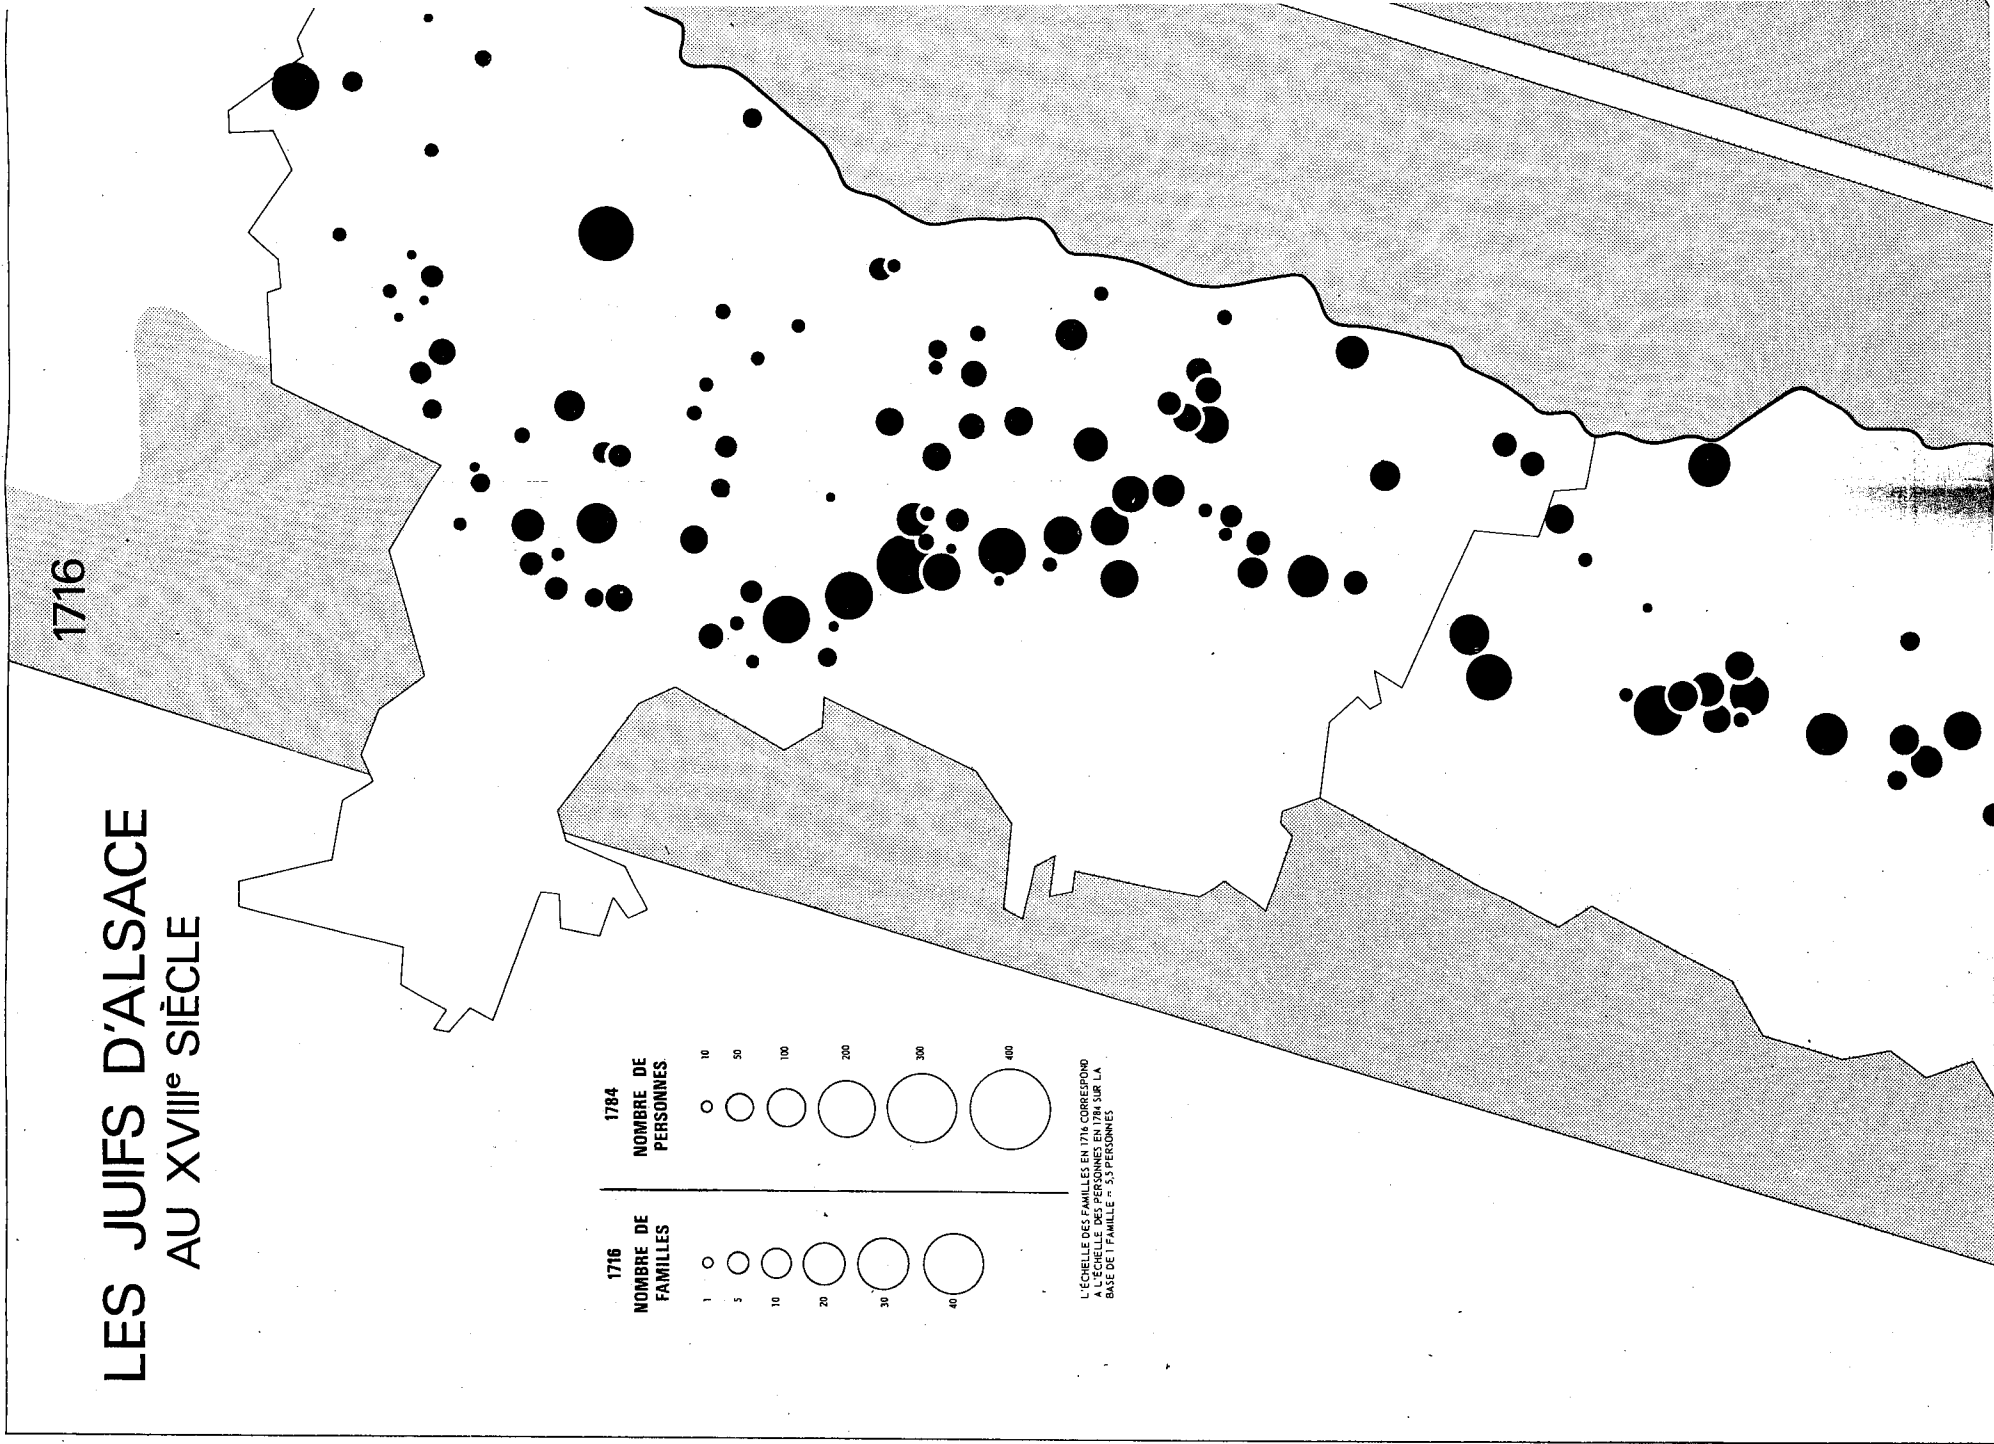 LES JUIFS D'ALSACE
AU XVIIIe SIÈCLE
1716
1716
NOMBRE DE
FAMILLES
1
5
10
20
30
40
1784
NOMBRE DE
PERSONNES
10
50
100
200
300
400
L'ÉCHELLE DES FAMILLES EN 1716 CORRESPOND
A L'ÉCHELLE DES PERSONNES EN 1784 SUR LA
BASE DE 1 FAMILLE = 5,5 PERSONNES